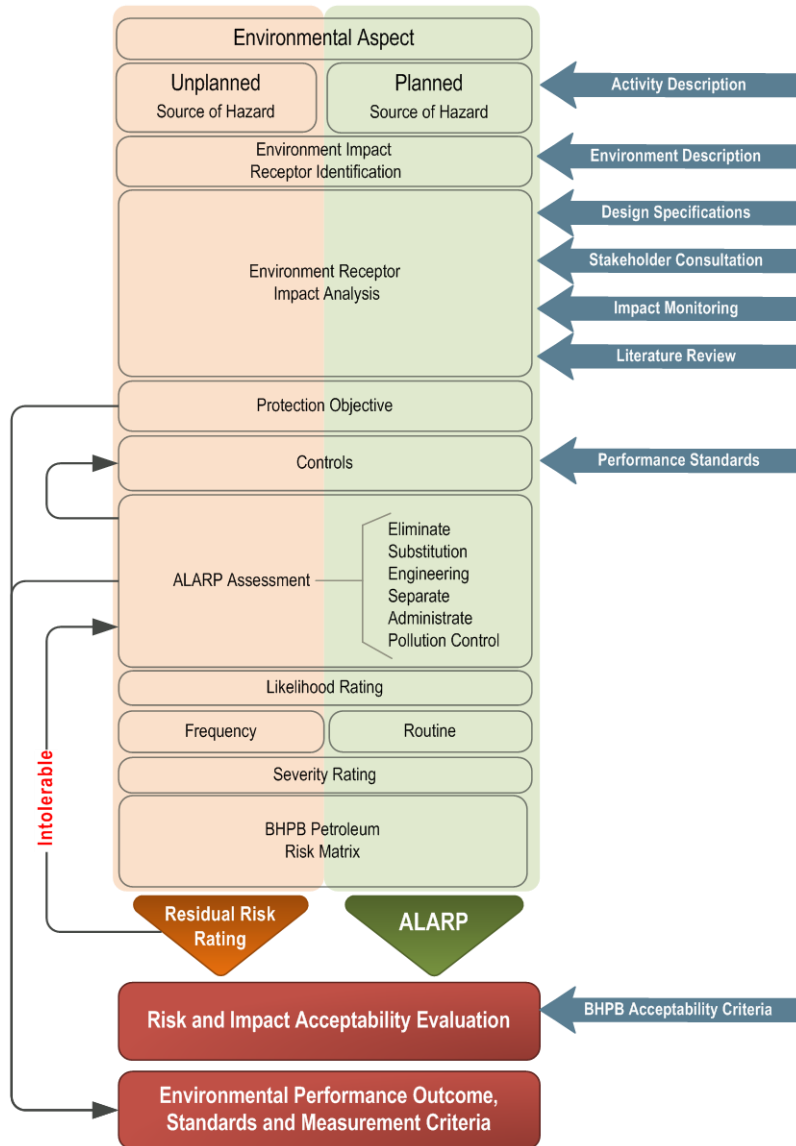 Environmental Aspect
Unplanned
Source of Hazard
Planned
Source of Hazard
Activity Description
Environment Impact
Receptor Identification
Environment Description
Environment Receptor
Impact Analysis
Design Specifications
Stakeholder Consultation
Impact Monitoring
Literature Review
Protection Objective
Controls
Performance Standards
ALARP Assessment
Eliminate
Substitution
Engineering
Separate
Administrate
Pollution Control
Likelihood Rating
Frequency
Routine
Severity Rating
BHPB Petroleum
Risk Matrix
Intolerable
Residual Risk
Rating
ALARP
Risk and Impact Acceptability Evaluation
BHPB Acceptability Criteria
Environmental Performance Outcome,
Standards and Measurement Criteria